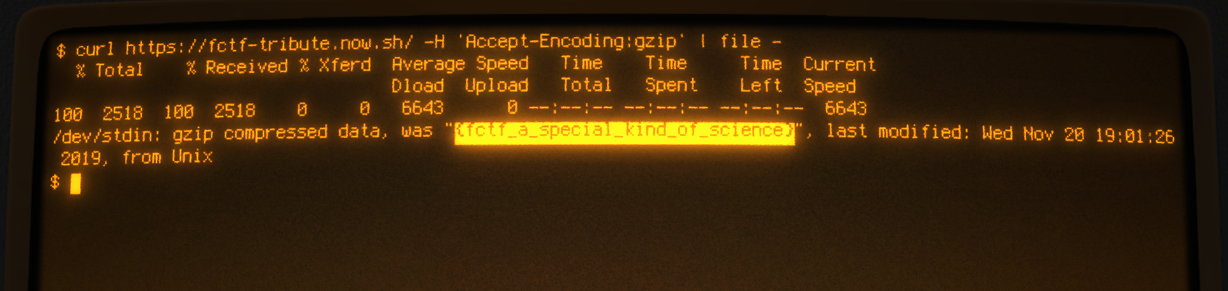 $ curl https://fctf-tribute.now.sh/ -H 'Accept-Encoding:gzip' | file -
% Total % Received % Xferd Average Speed Time Time Time Current
Dload Upload Total Spent Left Speed
100 2518 100 2518 0 0 6643 0 --:--:-- --:--:-- --:--:-- 6643
/dev/stdin: gzip compressed data, was "{fctf_a_special_kind_of_science}", last modified: Wed Nov 20 19:01:26
2019, from Unix
$